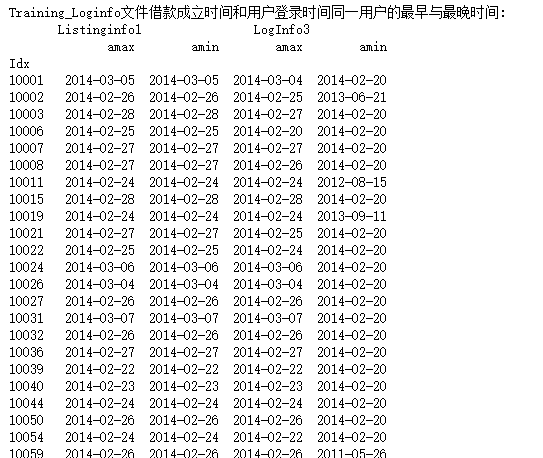 Training_Loginfo文件借款成立时间和用户登录时间同一用户的最早与最晚时间:
Listinginfo1 LogInfo3
amax amin amax amin
Idx
10001 2014-03-05 2014-03-05 2014-03-04 2014-02-20
10002 2014-02-26 2014-02-26 2014-02-25 2013-06-21
10003 2014-02-28 2014-02-28 2014-02-27 2014-02-20
10006 2014-02-25 2014-02-25 2014-02-20 2014-02-20
10007 2014-02-27 2014-02-27 2014-02-27 2014-02-20
10008 2014-02-27 2014-02-27 2014-02-26 2014-02-20
10011 2014-02-24 2014-02-24 2014-02-24 2012-08-15
10015 2014-02-28 2014-02-28 2014-02-28 2014-02-20
10019 2014-02-24 2014-02-24 2014-02-24 2013-09-11
10021 2014-02-27 2014-02-27 2014-02-25 2014-02-20
10022 2014-02-25 2014-02-25 2014-02-24 2014-02-20
10024 2014-03-06 2014-03-06 2014-03-06 2014-02-20
10026 2014-03-04 2014-03-04 2014-03-04 2014-02-20
10027 2014-02-26 2014-02-26 2014-02-26 2014-02-20
10031 2014-03-07 2014-03-07 2014-03-07 2014-02-20
10032 2014-02-26 2014-02-26 2014-02-26 2014-02-20
10036 2014-02-27 2014-02-27 2014-02-27 2014-02-20
10039 2014-02-22 2014-02-22 2014-02-22 2014-02-20
10040 2014-02-23 2014-02-23 2014-02-23 2014-02-20
10044 2014-02-24 2014-02-24 2014-02-24 2014-02-20
10050 2014-02-26 2014-02-26 2014-02-26 2014-02-20
10054 2014-02-24 2014-02-24 2014-02-22 2014-02-20
10059 2014-02-26 2014-02-26 2014-02-26 2011-05-26